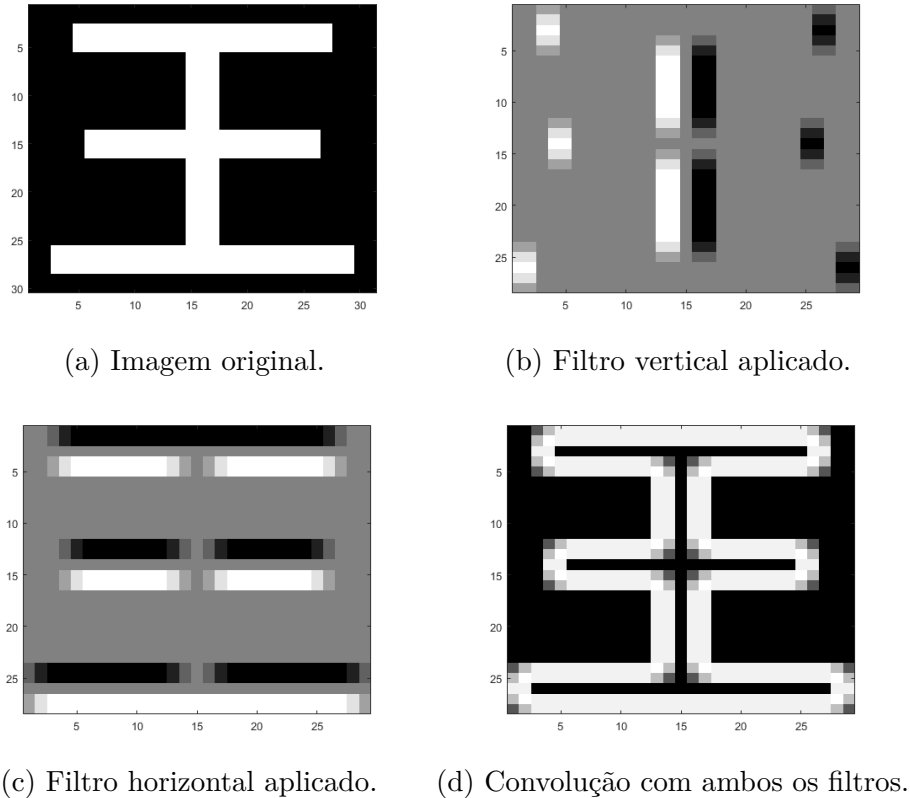 5
10
15
20
25
30
5 10 15 20 25 30
5
10
15
20
25
5 10 15 20 25
(a) Imagem original.
(b) Filtro vertical aplicado.
5
10
15
20
25
5 10 15 20 25
5
10
15
20
25
5 10 15 20 25
(c) Filtro horizontal aplicado.
(d) Convolução com ambos os filtros.